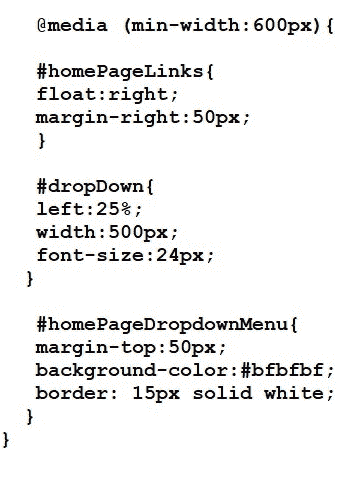 @media (min-width:600px){
#homePageLinks{
float:right;
margin-right:50px;
}
#dropDown{
left:25%;
width:500px;
font-size:24px;
}
#homePageDropdownMenu{
margin-top:50px;
background-color:#bfbfbf;
border: 15px solid white;
}
}